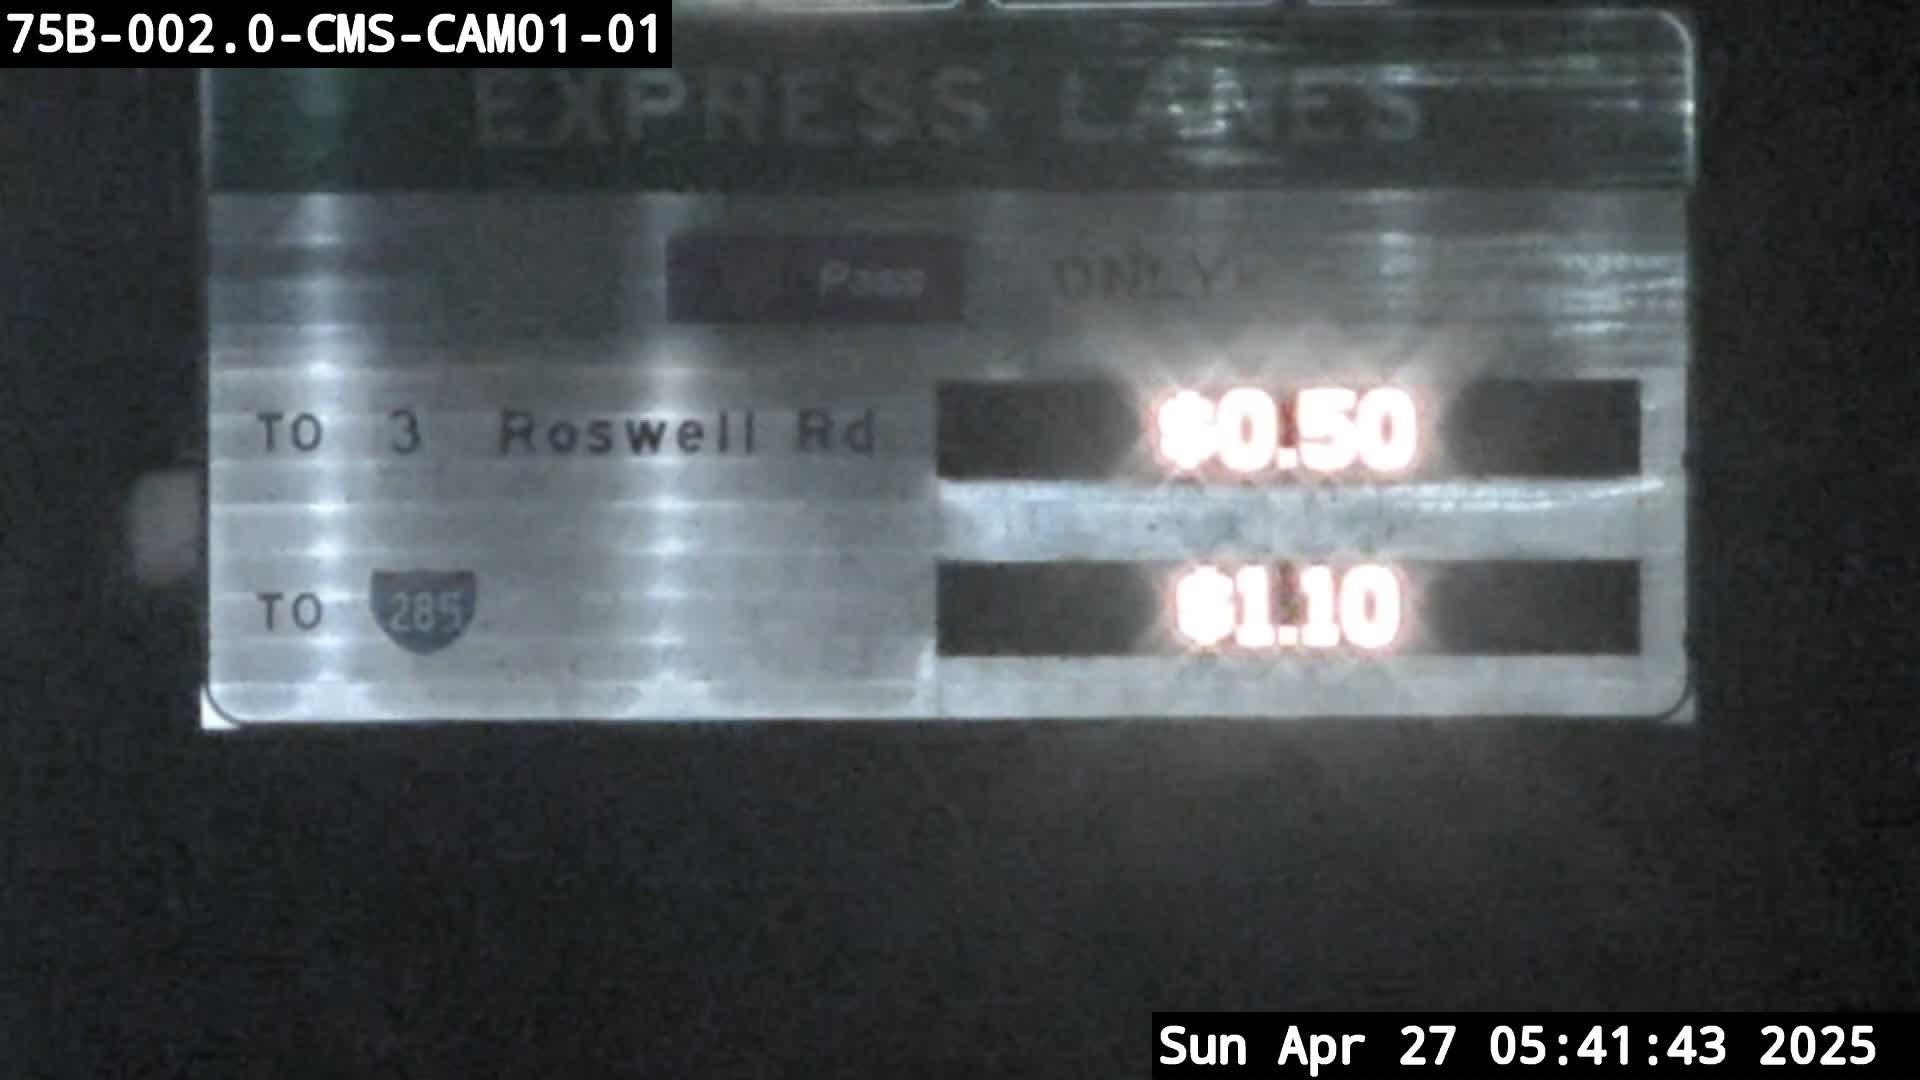 75B-002.0-CMS-CAM01-01
EXPRESS LANES
Pass ONLY
TO 3 Roswell Rd $0.50
TO 285 $1.10
Sun Apr 27 05:41:43 2025